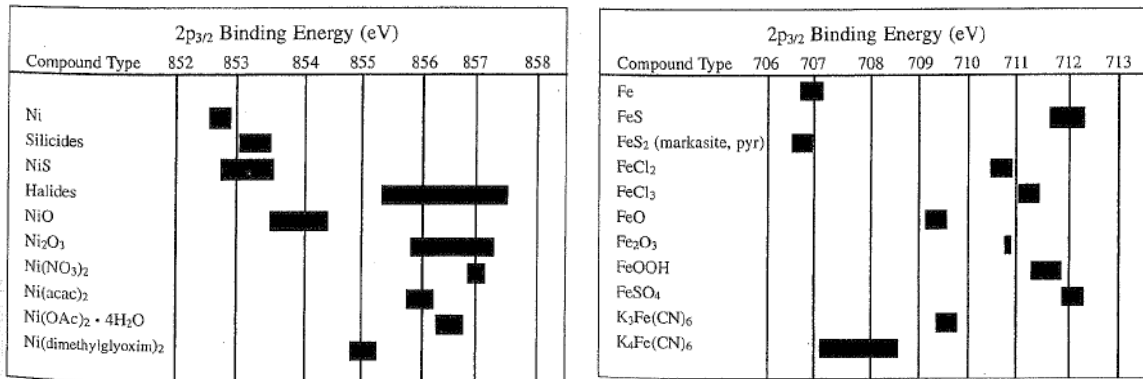 2p3/2 Binding Energy (eV)
Compound Type 852 853 854 855 856 857 858
Ni
Silicides
NiS
Halides
NiO
Ni2O3
Ni(NO3)2
Ni(acac)2
Ni(OAc)2 • 4H2O
Ni(dimethylglyoxim)2
2p3/2 Binding Energy (eV)
Compound Type 706 707 708 709 710 711 712 713
Fe
FeS
FeS2 (markasite, pyr)
FeCl2
FeCl3
FeO
Fe2O3
FeOOH
FeSO4
K3Fe(CN)6
K4Fe(CN)6